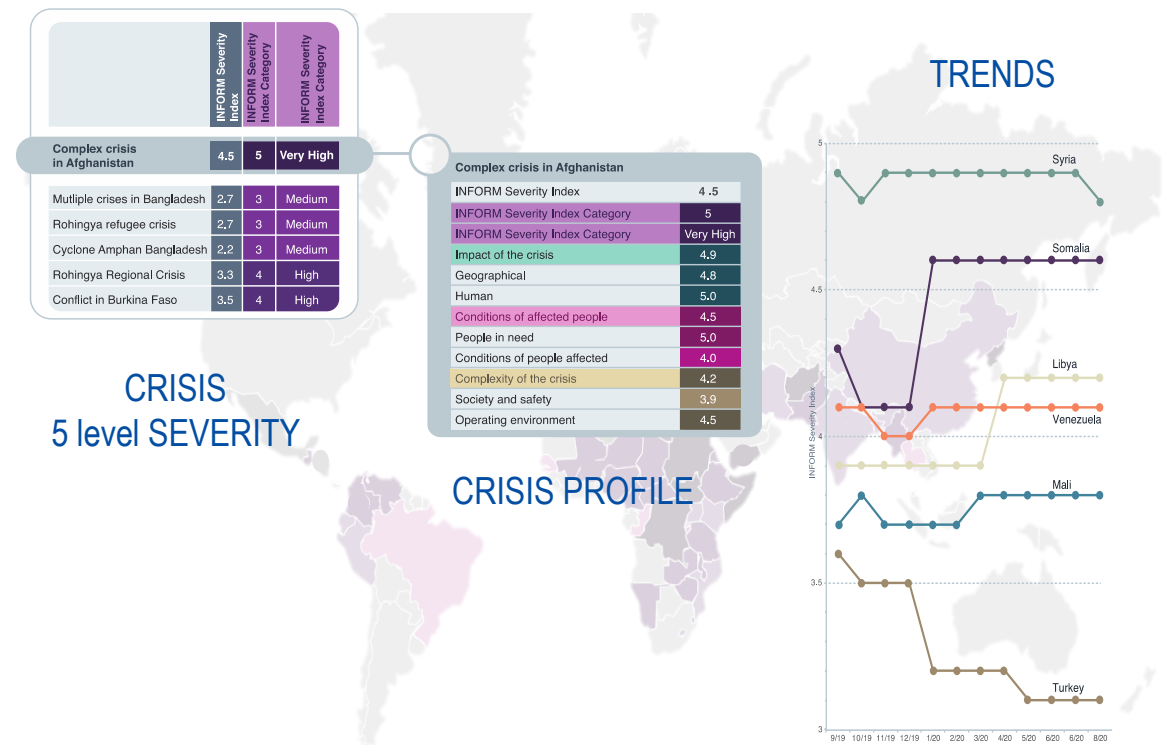 INFORM Severity
Index
INFORM Severity
Index Category
INFORM Severity
Index Category
Complex crisis
in Afghanistan 4.5 5 Very High
Mutliple crises in Bangladesh 2.7 3 Medium
Rohingya refugee crisis 2.7 3 Medium
Cyclone Amphan Bangladesh 2.2 3 Medium
Rohingya Regional Crisis 3.3 4 High
Conflict in Burkina Faso 3.5 4 High
CRISIS
5 level SEVERITY
Complex crisis in Afghanistan
INFORM Severity Index 4 .5
INFORM Severity Index Category 5
INFORM Severity Index Category Very High
Impact of the crisis 4.9
Geographical 4.8
Human 5.0
Conditions of affected people 4.5
People in need 5.0
Conditions of people affected 4.0
Complexity of the crisis 4.2
Society and safety 3.9
Operating environment 4.5
CRISIS PROFILE
TRENDS
5
Syria
Somalia
4.5
Libya
Venezuela
INFORM Severity Index
4
Mali
3.5
Turkey
3
9/19 10/19 11/19 12/19 1/20 2/20 3/20 4/20 5/20 6/20 6/20 8/20